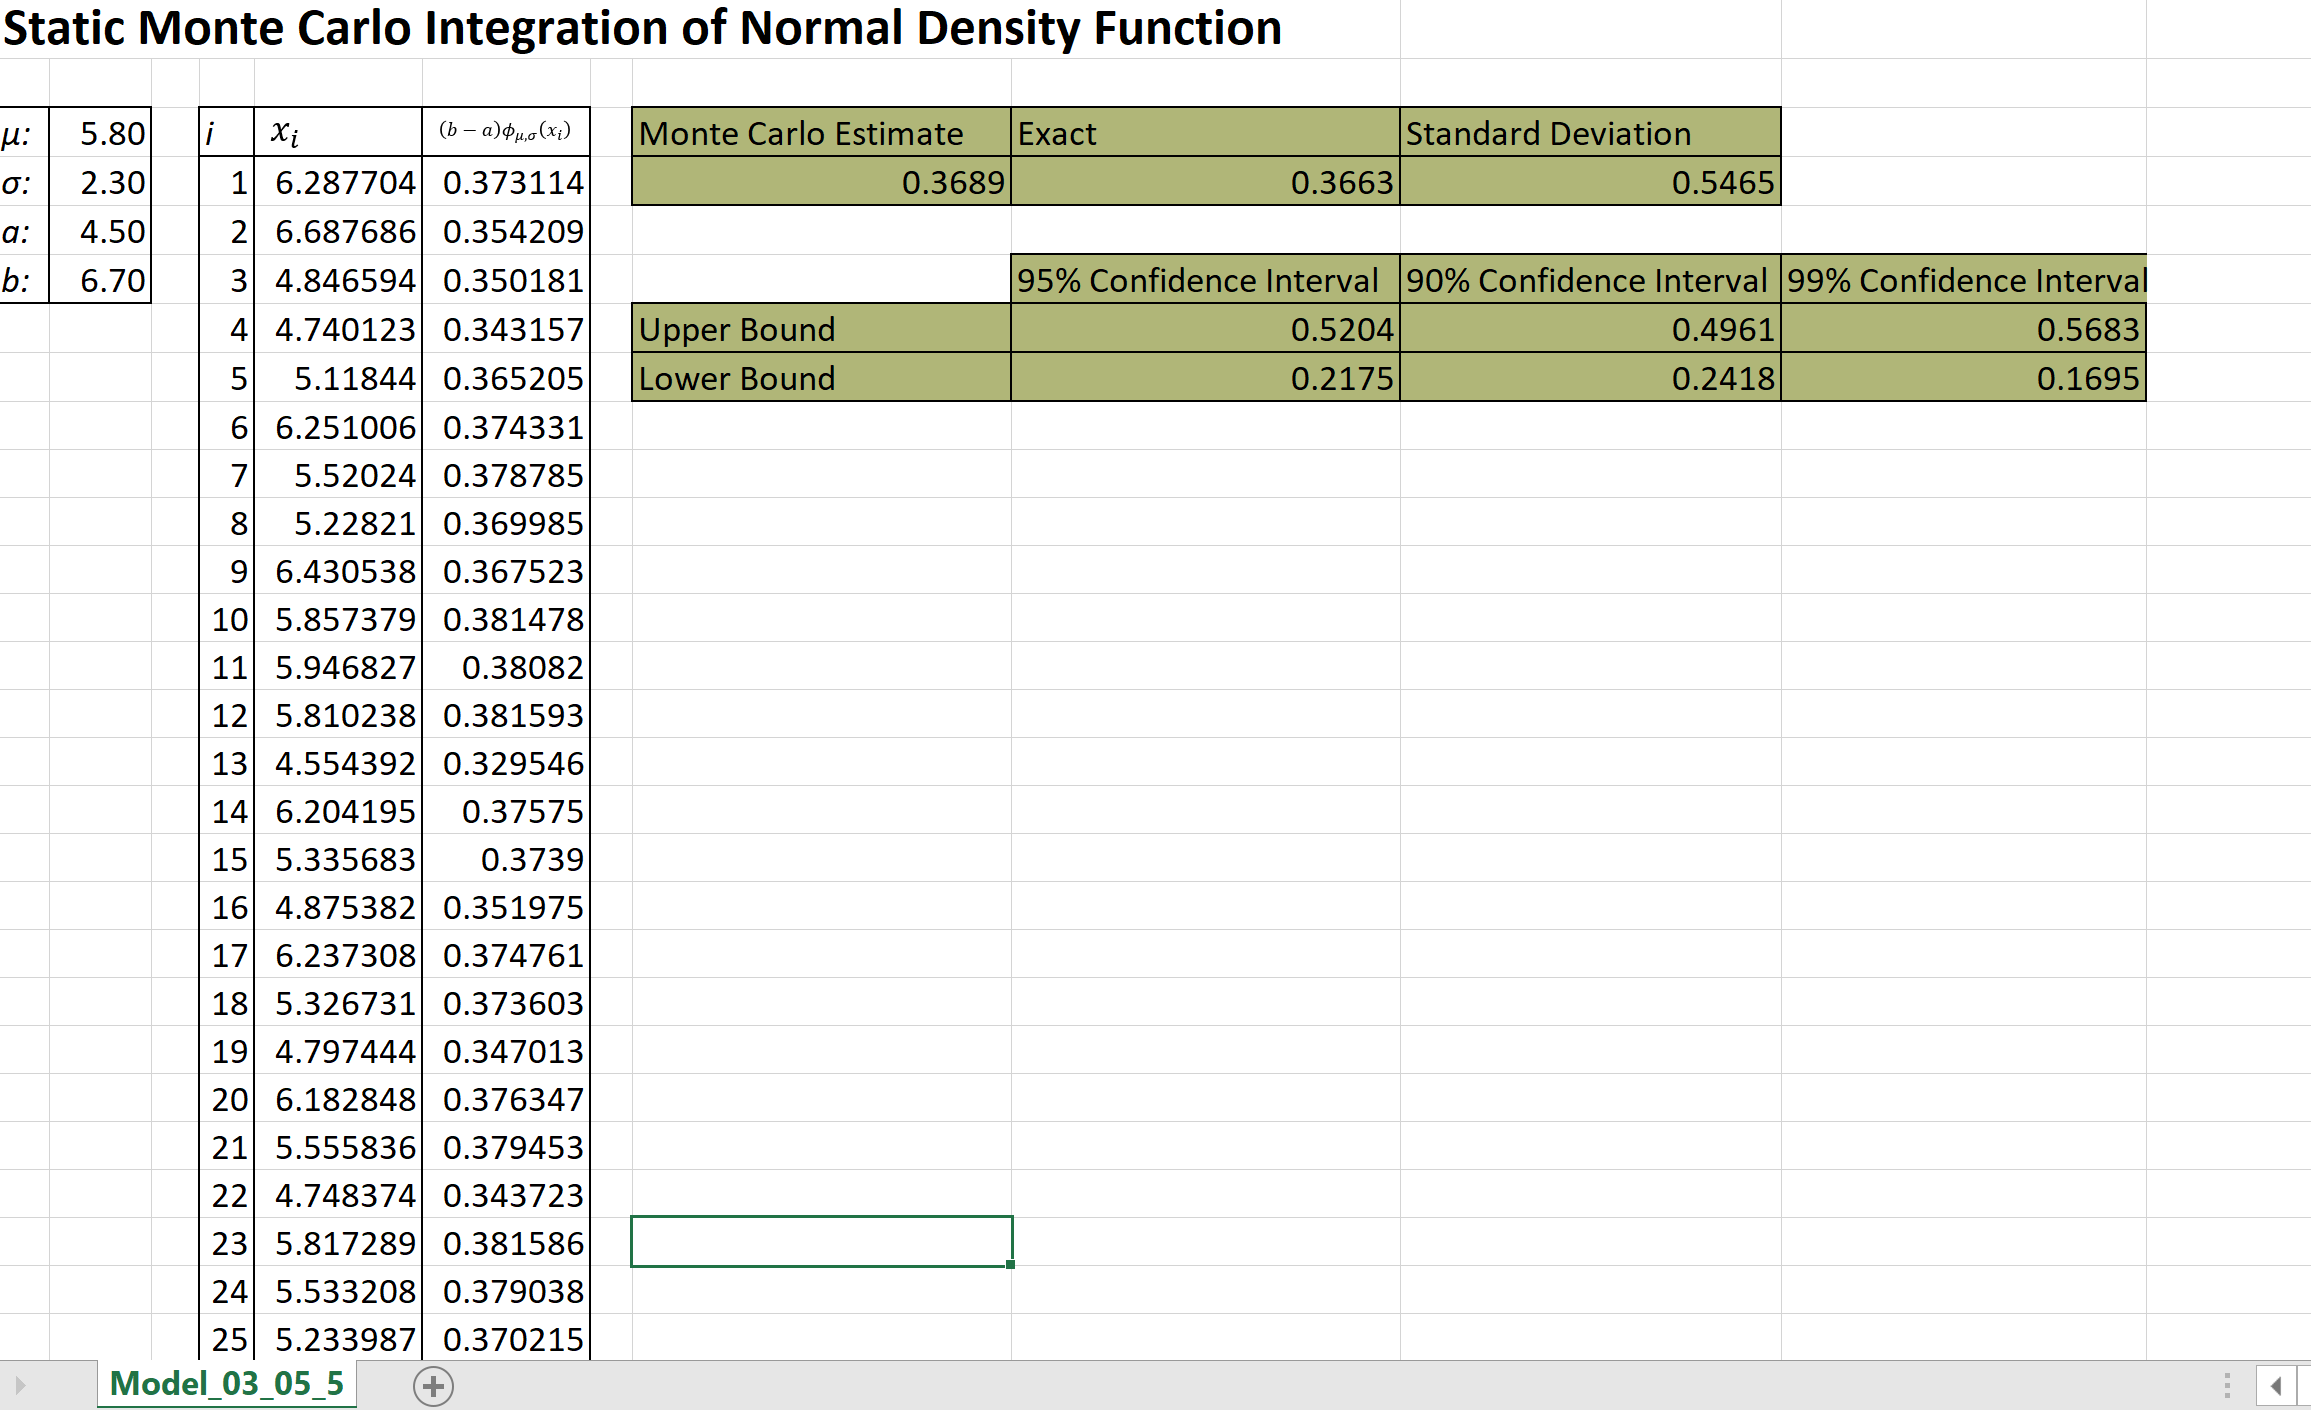 Static Monte Carlo Integration of Normal Density Function
μ: 5.80 i xᵢ (b − a)ϕμ,σ(xᵢ) Monte Carlo Estimate Exact Standard Deviation
σ: 2.30 1 6.287704 0.373114 0.3689 0.3663 0.5465
a: 4.50 2 6.687686 0.354209
b: 6.70 3 4.846594 0.350181 95% Confidence Interval 90% Confidence Interval 99% Confidence Interval
4 4.740123 0.343157 Upper Bound 0.5204 0.4961 0.5683
5 5.11844 0.365205 Lower Bound 0.2175 0.2418 0.1695
6 6.251006 0.374331
7 5.52024 0.378785
8 5.22821 0.369985
9 6.430538 0.367523
10 5.857379 0.381478
11 5.946827 0.38082
12 5.810238 0.381593
13 4.554392 0.329546
14 6.204195 0.37575
15 5.335683 0.3739
16 4.875382 0.351975
17 6.237308 0.374761
18 5.326731 0.373603
19 4.797444 0.347013
20 6.182848 0.376347
21 5.555836 0.379453
22 4.748374 0.343723
23 5.817289 0.381586
24 5.533208 0.379038
25 5.233987 0.370215
Model_03_05_5